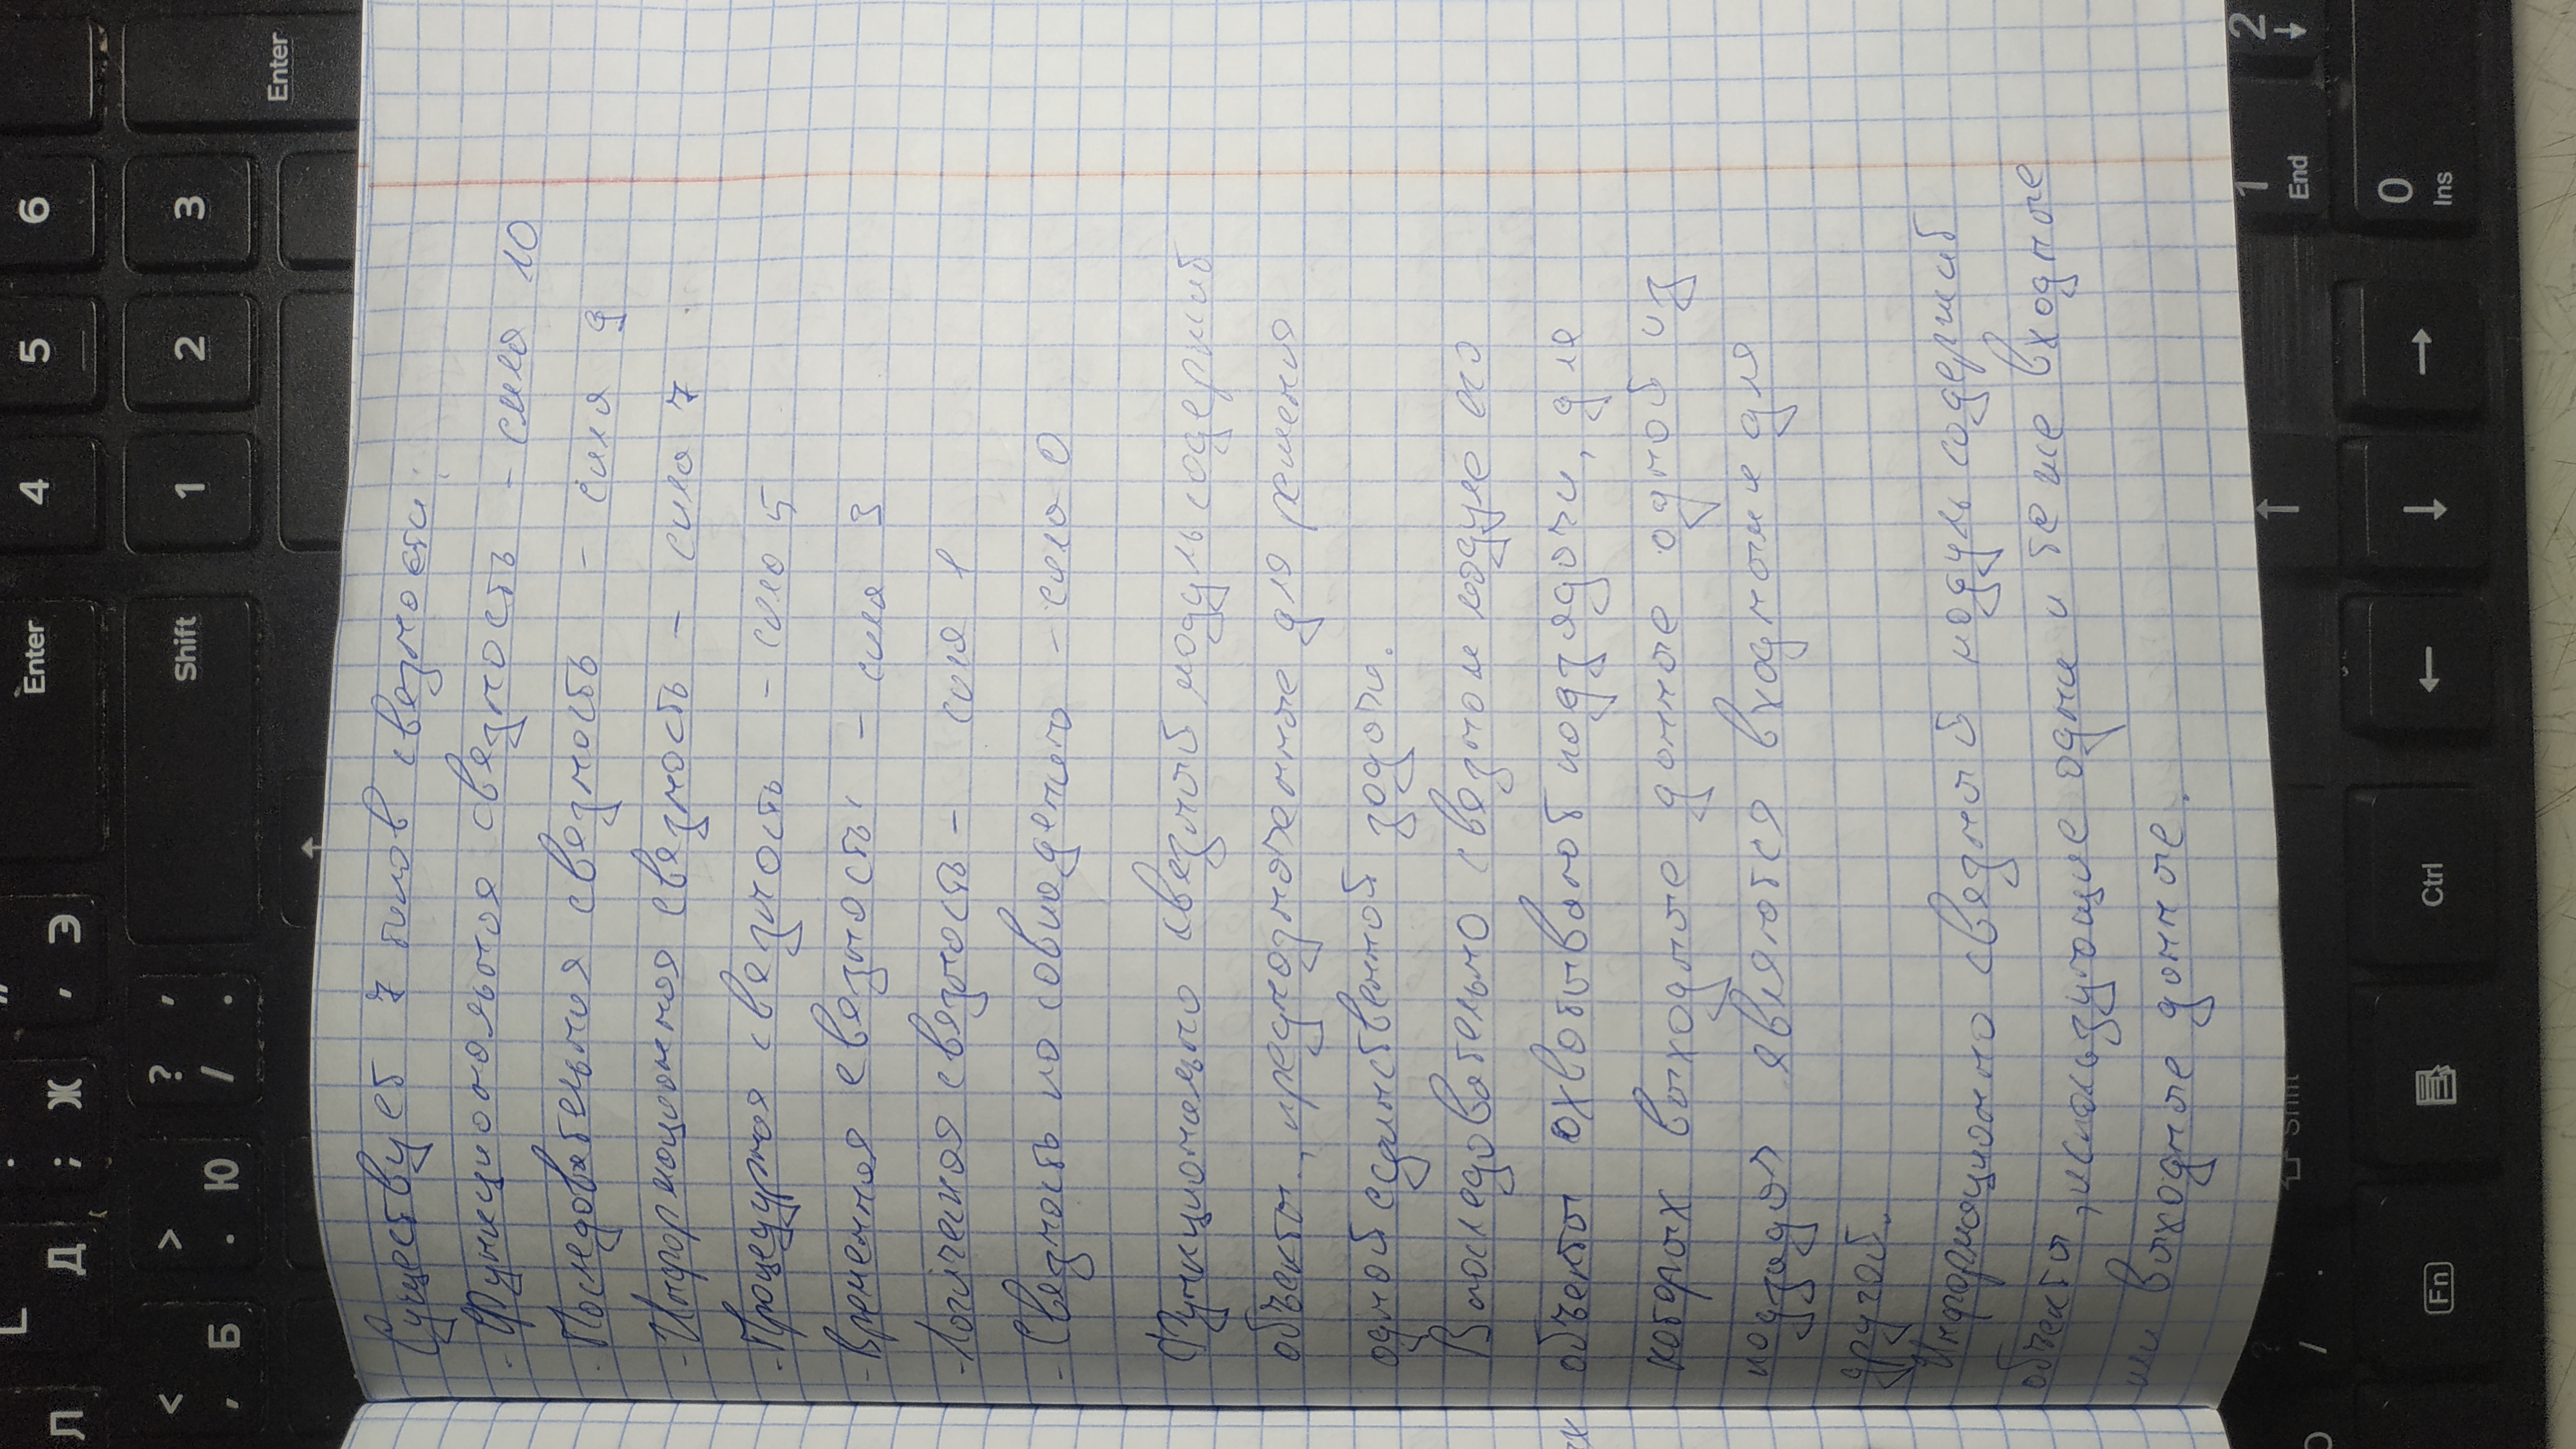 Л Д ; Ж " , Э Enter 4 5 6
< , Б > . Ю ? / , . Shift 1 2 3
Enter
Существует 7 типов связности:
- Функциональная связность - сила 10
- Последовательная связность - сила 9
- Информационная связность - сила 7
- Процедурная связность - сила 5
- Временная связность - сила 3
- Логическая связность - сила 1
- Связность по совпадению - сила 0
Функционально связный модуль содержит
объекты, предназначенные для решения
одной единственной задачи.
В последовательно связном модуле его
объекты охватывают подзадачи, для
которых выходные данные одной из
подзадач являются входными для
другой.
Информационно связный модуль содержит
объекты, использующие одни и те же входные
или выходные данные.
? / . Shift ↑ 1 End 2 ↓
Fn Ctrl ← ↓ → 0 Ins